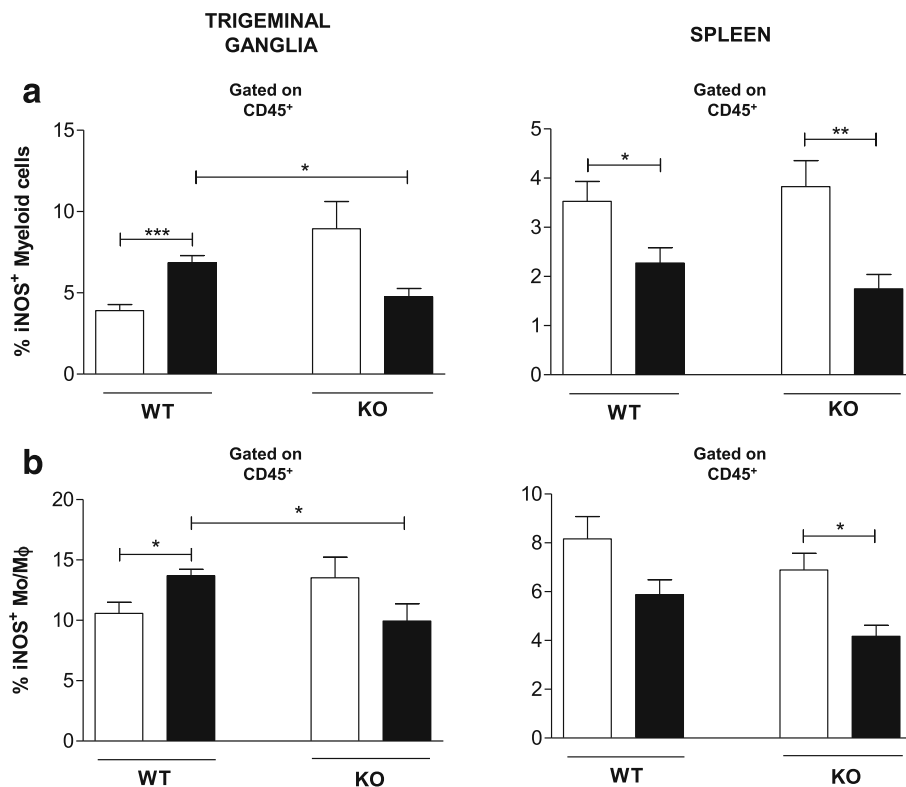 TRIGEMINAL
GANGLIA
SPLEEN
a
Gated on
CD45⁺
% iNOS⁺ Myeloid cells
15
10
5
0
***
*
WT
KO
Gated on
CD45⁺
5
4
3
2
1
0
*
**
WT
KO
b
Gated on
CD45⁺
% iNOS⁺ Mo/Mϕ
20
15
10
5
0
*
*
WT
KO
Gated on
CD45⁺
10
8
6
4
2
0
*
WT
KO